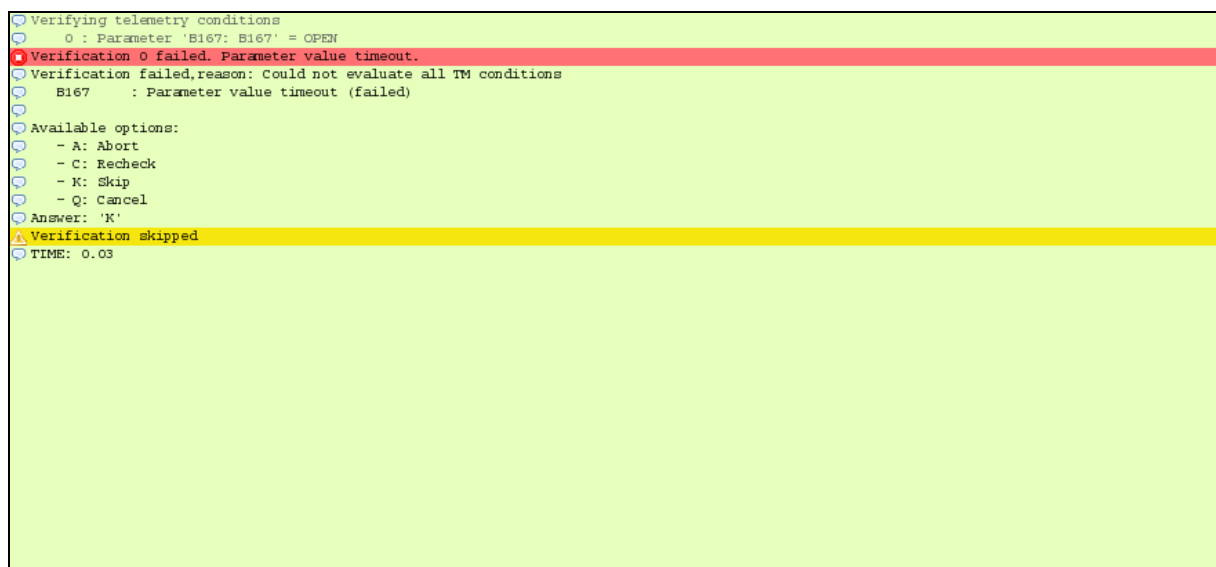 Verifying telemetry conditions
0 : Parameter 'B167: B167' = OPEN
Verification 0 failed. Parameter value timeout.
Verification failed,reason: Could not evaluate all TM conditions
B167 : Parameter value timeout (failed)
Available options:
- A: Abort
- C: Recheck
- K: Skip
- Q: Cancel
Answer: 'K'
Verification skipped
TIME: 0.03